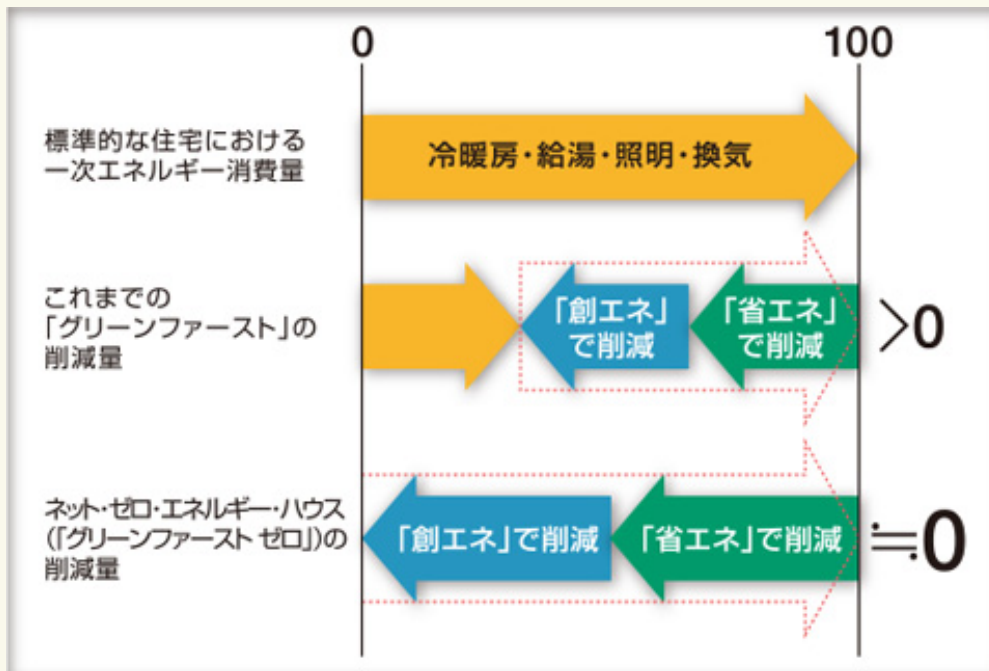 0
100
標準的な住宅における
一次エネルギー消費量
冷暖房・給湯・照明・換気
これまでの
「グリーンファースト」の
削減量
「創エネ」
で削減
「省エネ」
で削減
>0
ネット・ゼロ・エネルギー・ハウス
(「グリーンファースト ゼロ」)の
削減量
「創エネ」で削減
「省エネ」で削減
≒0